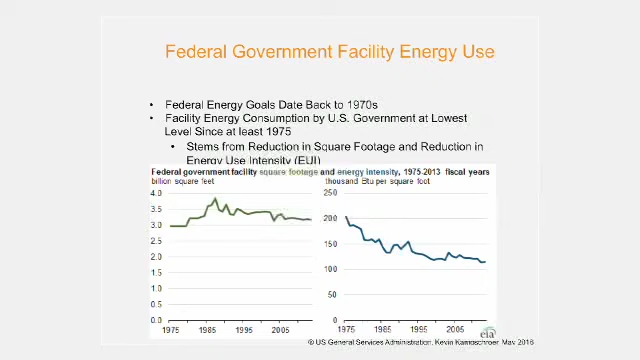 Federal Government Facility Energy Use
• Federal Energy Goals Date Back to 1970s
• Facility Energy Consumption by U.S. Government at Lowest
Level Since at least 1975
• Stems from Reduction in Square Footage and Reduction in
Energy Use Intensity (EUI)
Federal government facility square footage and energy intensity, 1975-2013 fiscal years
billion square feet
4.0
3.5
3.0
2.5
2.0
1.5
1.0
0.5
0.0
1975 1985 1995 2005
thousand Btu per square foot
250
200
150
100
50
0
1975 1985 1995 2005
eia
© US General Services Administration, Kevin Kampschroer, May 2016